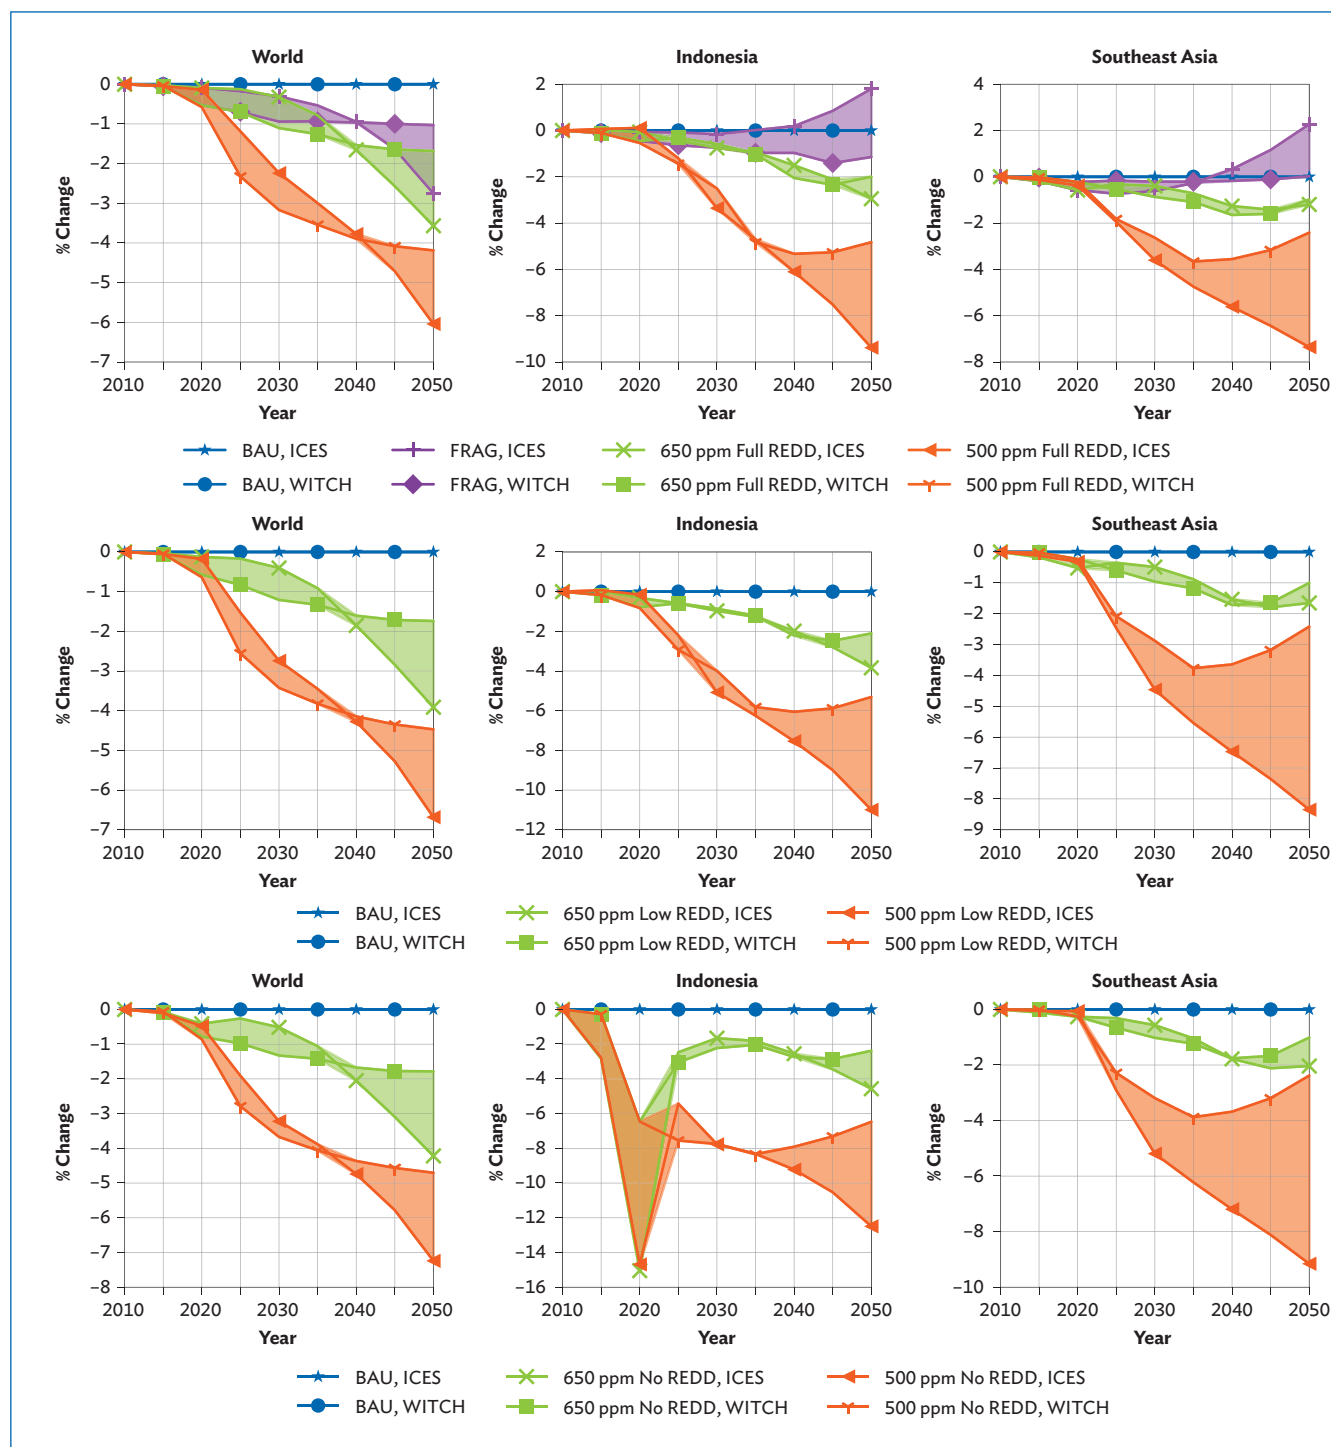 World
Indonesia
Southeast Asia
% Change
0
−1
−2
−3
−4
−5
−6
−7
2010 2020 2030 2040 2050
Year
% Change
2
0
−2
−4
−6
−8
−10
2010 2020 2030 2040 2050
Year
% Change
4
2
0
−2
−4
−6
−8
2010 2020 2030 2040 2050
Year
BAU, ICES FRAG, ICES 650 ppm Full REDD, ICES 500 ppm Full REDD, ICES
BAU, WITCH FRAG, WITCH 650 ppm Full REDD, WITCH 500 ppm Full REDD, WITCH
World
Indonesia
Southeast Asia
% Change
0
− 1
−2
−3
−4
−5
−6
−7
2010 2020 2030 2040 2050
Year
% Change
2
0
−2
−4
−6
−8
−10
−12
2010 2020 2030 2040 2050
Year
% Change
0
−1
−2
−3
−4
−5
−6
−7
−8
−9
2010 2020 2030 2040 2050
Year
BAU, ICES 650 ppm Low REDD, ICES 500 ppm Low REDD, ICES
BAU, WITCH 650 ppm Low REDD, WITCH 500 ppm Low REDD, WITCH
World
Indonesia
Southeast Asia
% Change
0
−1
−2
−3
−4
−5
−6
−7
−8
2010 2020 2030 2040 2050
Year
% Change
0
−2
−4
−6
−8
−10
−12
−14
−16
2010 2020 2030 2040 2050
Year
% Change
0
−2
−4
−6
−8
−10
2010 2020 2030 2040 2050
Year
BAU, ICES 650 ppm No REDD, ICES 500 ppm No REDD, ICES
BAU, WITCH 650 ppm No REDD, WITCH 500 ppm No REDD, WITCH